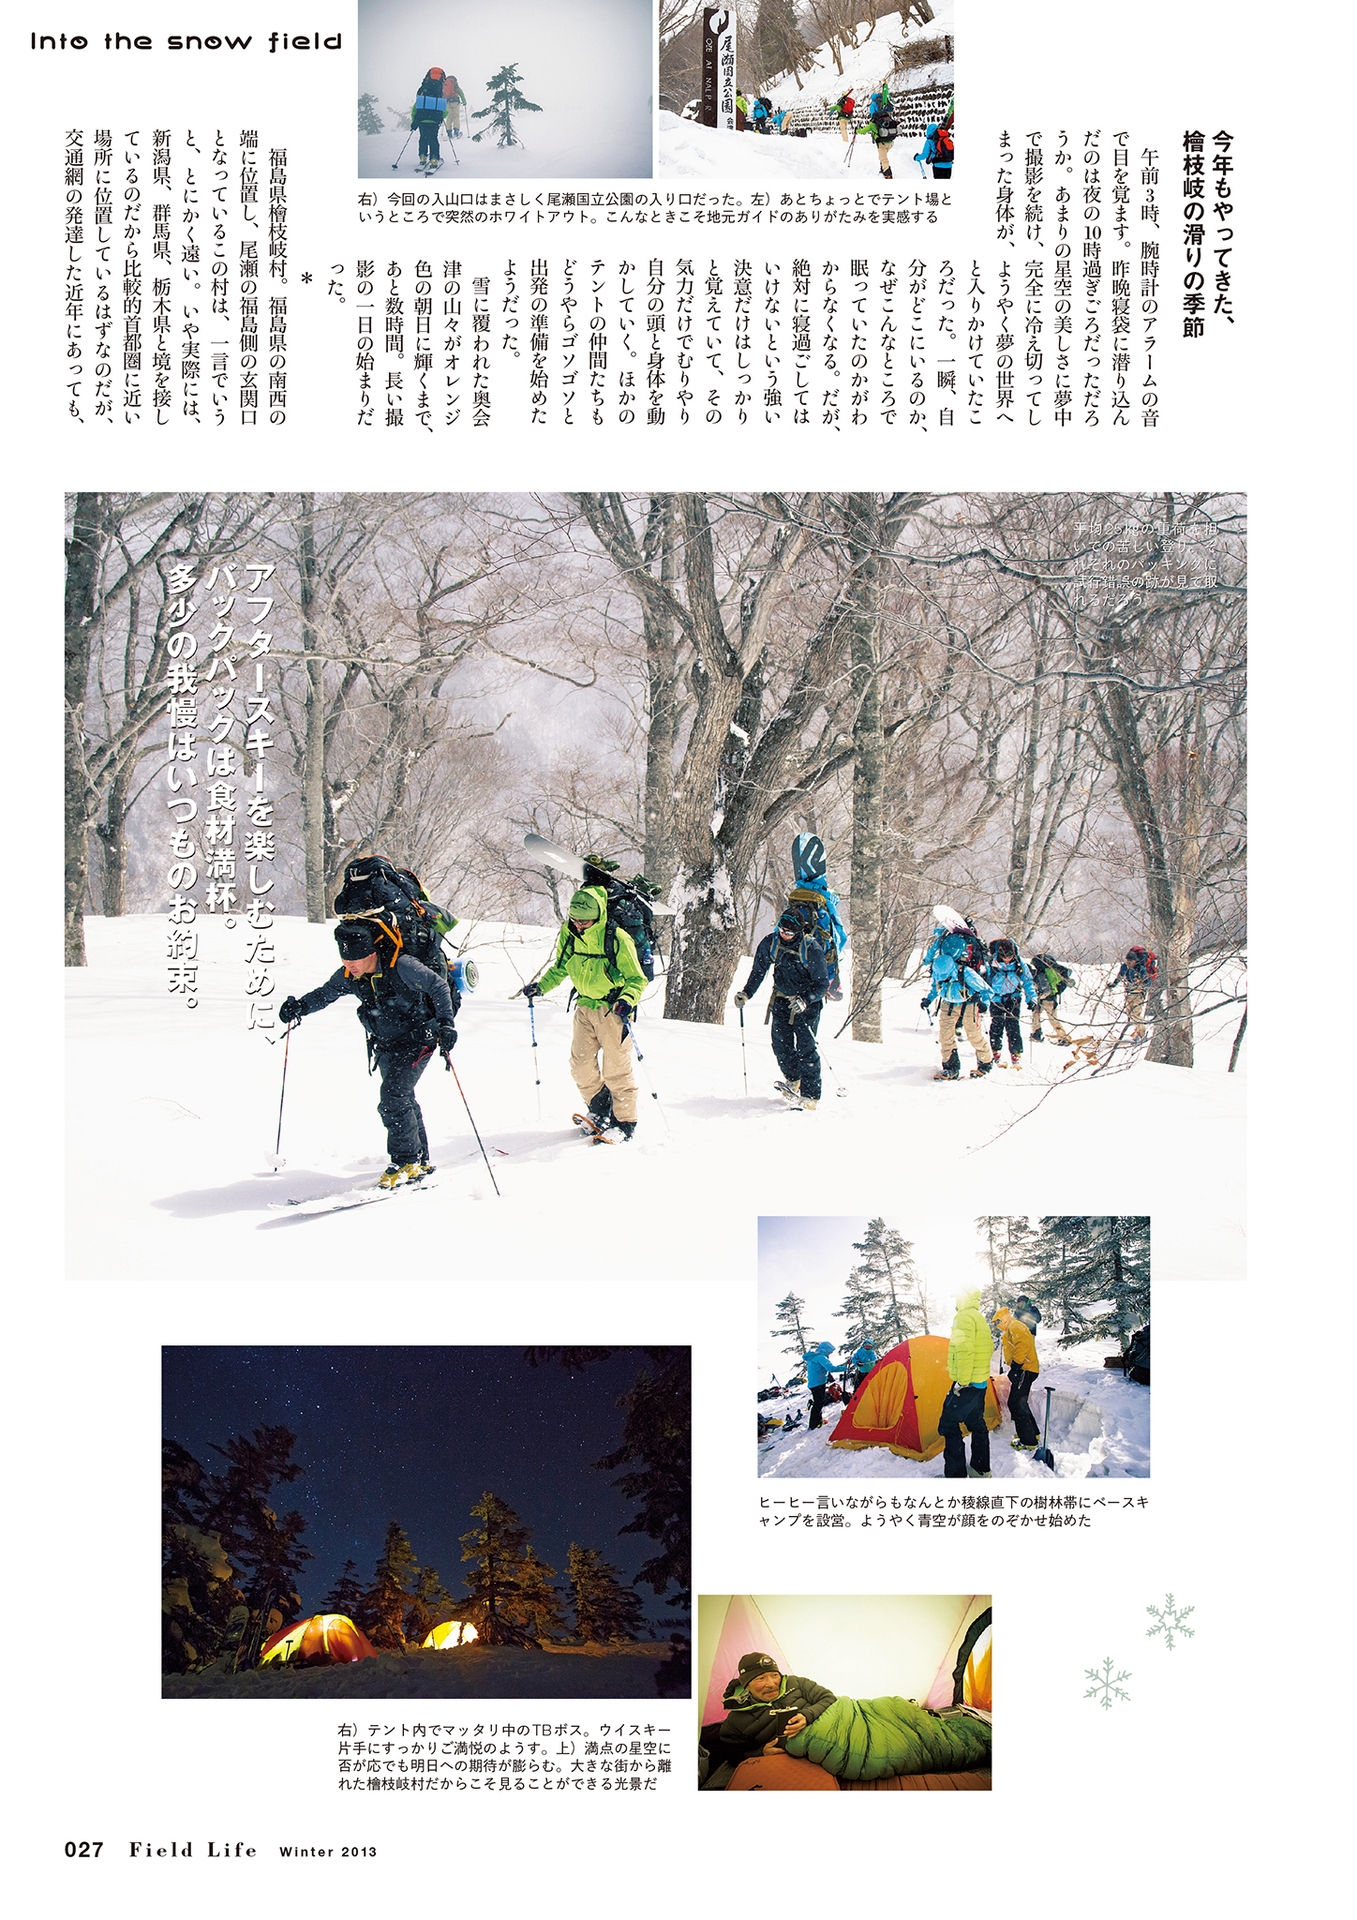 Into the snow field
尾瀬国立公園
右）今回の入山口はまさしく尾瀬国立公園の入り口だった。左）あとちょっとでテント場と
いうところで突然のホワイトアウト。こんなときこそ地元ガイドのありがたみを実感する
今年もやってきた、
檜枝岐の滑りの季節
午前3時、腕時計のアラームの音
で目を覚ます。昨晩寝袋に潜り込ん
だのは夜の10時過ぎごろだっただろ
うか。あまりの星空の美しさに夢中
で撮影を続け、完全に冷え切ってし
まった身体が、ようやく夢の世界へ
と入りかけていたこ
ろだった。一瞬、自
分がどこにいるのか、
なぜこんなところで
眠っていたのかがわ
からなくなる。だが、
絶対に寝過ごしては
いけないという強い
決意だけはしっかり
と覚えていて、その
気力だけでむりやり
自分の頭と身体を動
かしていく。ほかの
テントの仲間たちも
どうやらゴソゴソと
出発の準備を始めた
ようだった。
雪に覆われた奥会
津の山々がオレンジ
色の朝日に輝くまで、
あと数時間。長い撮
影の一日の始まりだ
った。
＊
福島県檜枝岐村。福島県の南西の
端に位置し、尾瀬の福島側の玄関口
となっているこの村は、一言でいう
と、とにかく遠い。いや実際には、
新潟県、群馬県、栃木県と境を接し
ているのだから比較的首都圏に近い
場所に位置しているはずなのだが、
交通網の発達した近年にあっても、
平均25kgの重荷を担
いでの苦しい登り。そ
れぞれのパッキングに
試行錯誤の跡が見て取
れるだろう
アフタースキーを楽しむために、
バックパックは食材満杯。
多少の我慢はいつものお約束。
ヒーヒー言いながらもなんとか稜線直下の樹林帯にベースキ
ャンプを設営。ようやく青空が顔をのぞかせ始めた
右）テント内でマッタリ中のTBボス。ウイスキー
片手にすっかりご満悦のようす。上）満点の星空に
否が応でも明日への期待が膨らむ。大きな街から離
れた檜枝岐村だからこそ見ることができる光景だ
027 Field Life Winter 2013